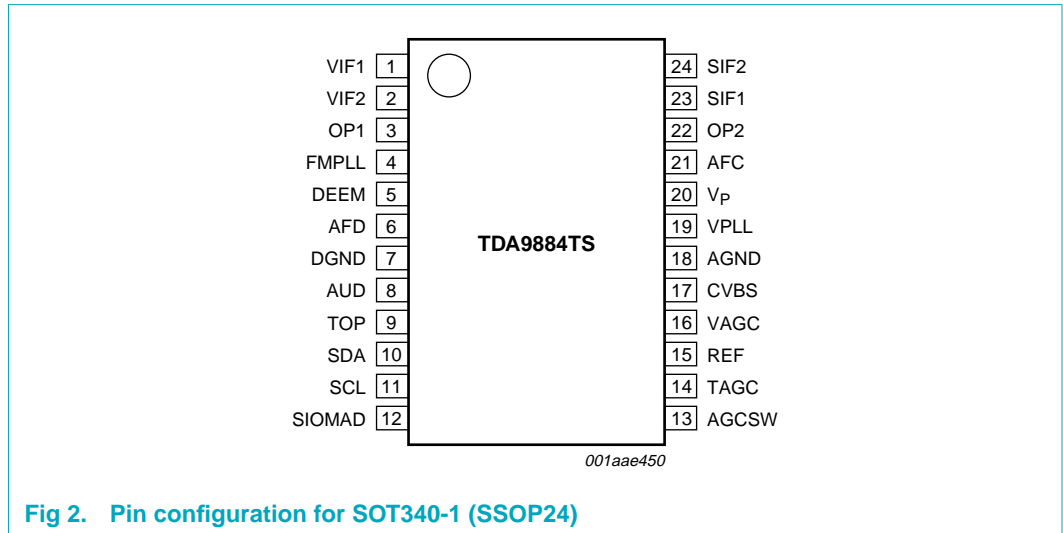 VIF1 1
VIF2 2
OP1 3
FMPLL 4
DEEM 5
AFD 6
DGND 7
AUD 8
TOP 9
SDA 10
SCL 11
SIOMAD 12
TDA9884TS
24 SIF2
23 SIF1
22 OP2
21 AFC
20 VP
19 VPLL
18 AGND
17 CVBS
16 VAGC
15 REF
14 TAGC
13 AGCSW
001aae450
Fig 2. Pin configuration for SOT340-1 (SSOP24)